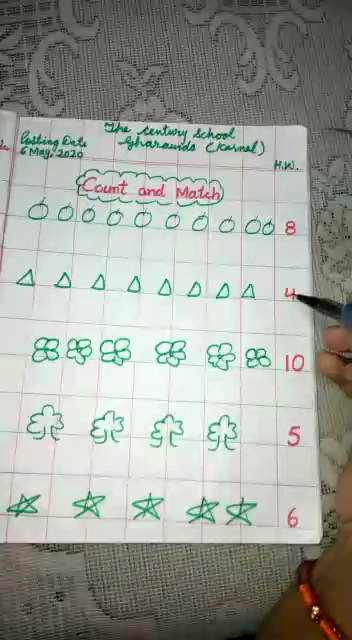 The Century School
Gharaunda (Karnal)
Posting Date
6 May, 2020
H.W.
Count and Match
8
4
10
5
6